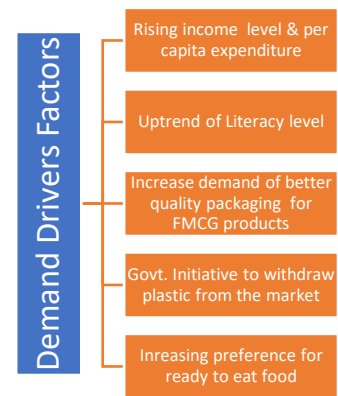 Demand Drivers Factors
Rising income level & per
capita expenditure
Uptrend of Literacy level
Increase demand of better
quality packaging for
FMCG products
Govt. Initiative to withdraw
plastic from the market
Inreasing preference for
ready to eat food